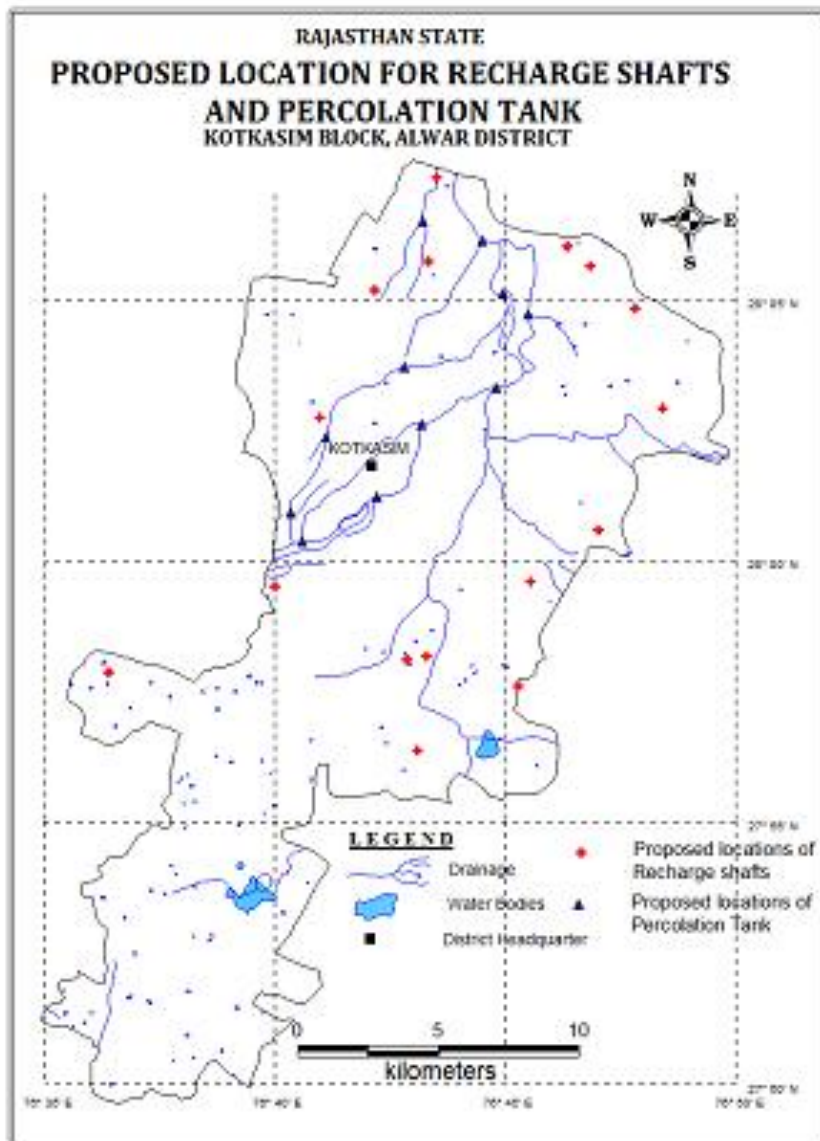 RAJASTHAN STATE
PROPOSED LOCATION FOR RECHARGE SHAFTS
AND PERCOLATION TANK
KOTKASIM BLOCK, ALWAR DISTRICT
N
W E
S
KOTKASIM
LEGEND
Drainage
Water Bodies
District Headquarter
Proposed locations of
Recharge shafts
Proposed locations of
Percolation Tank
0 5 10
kilometers